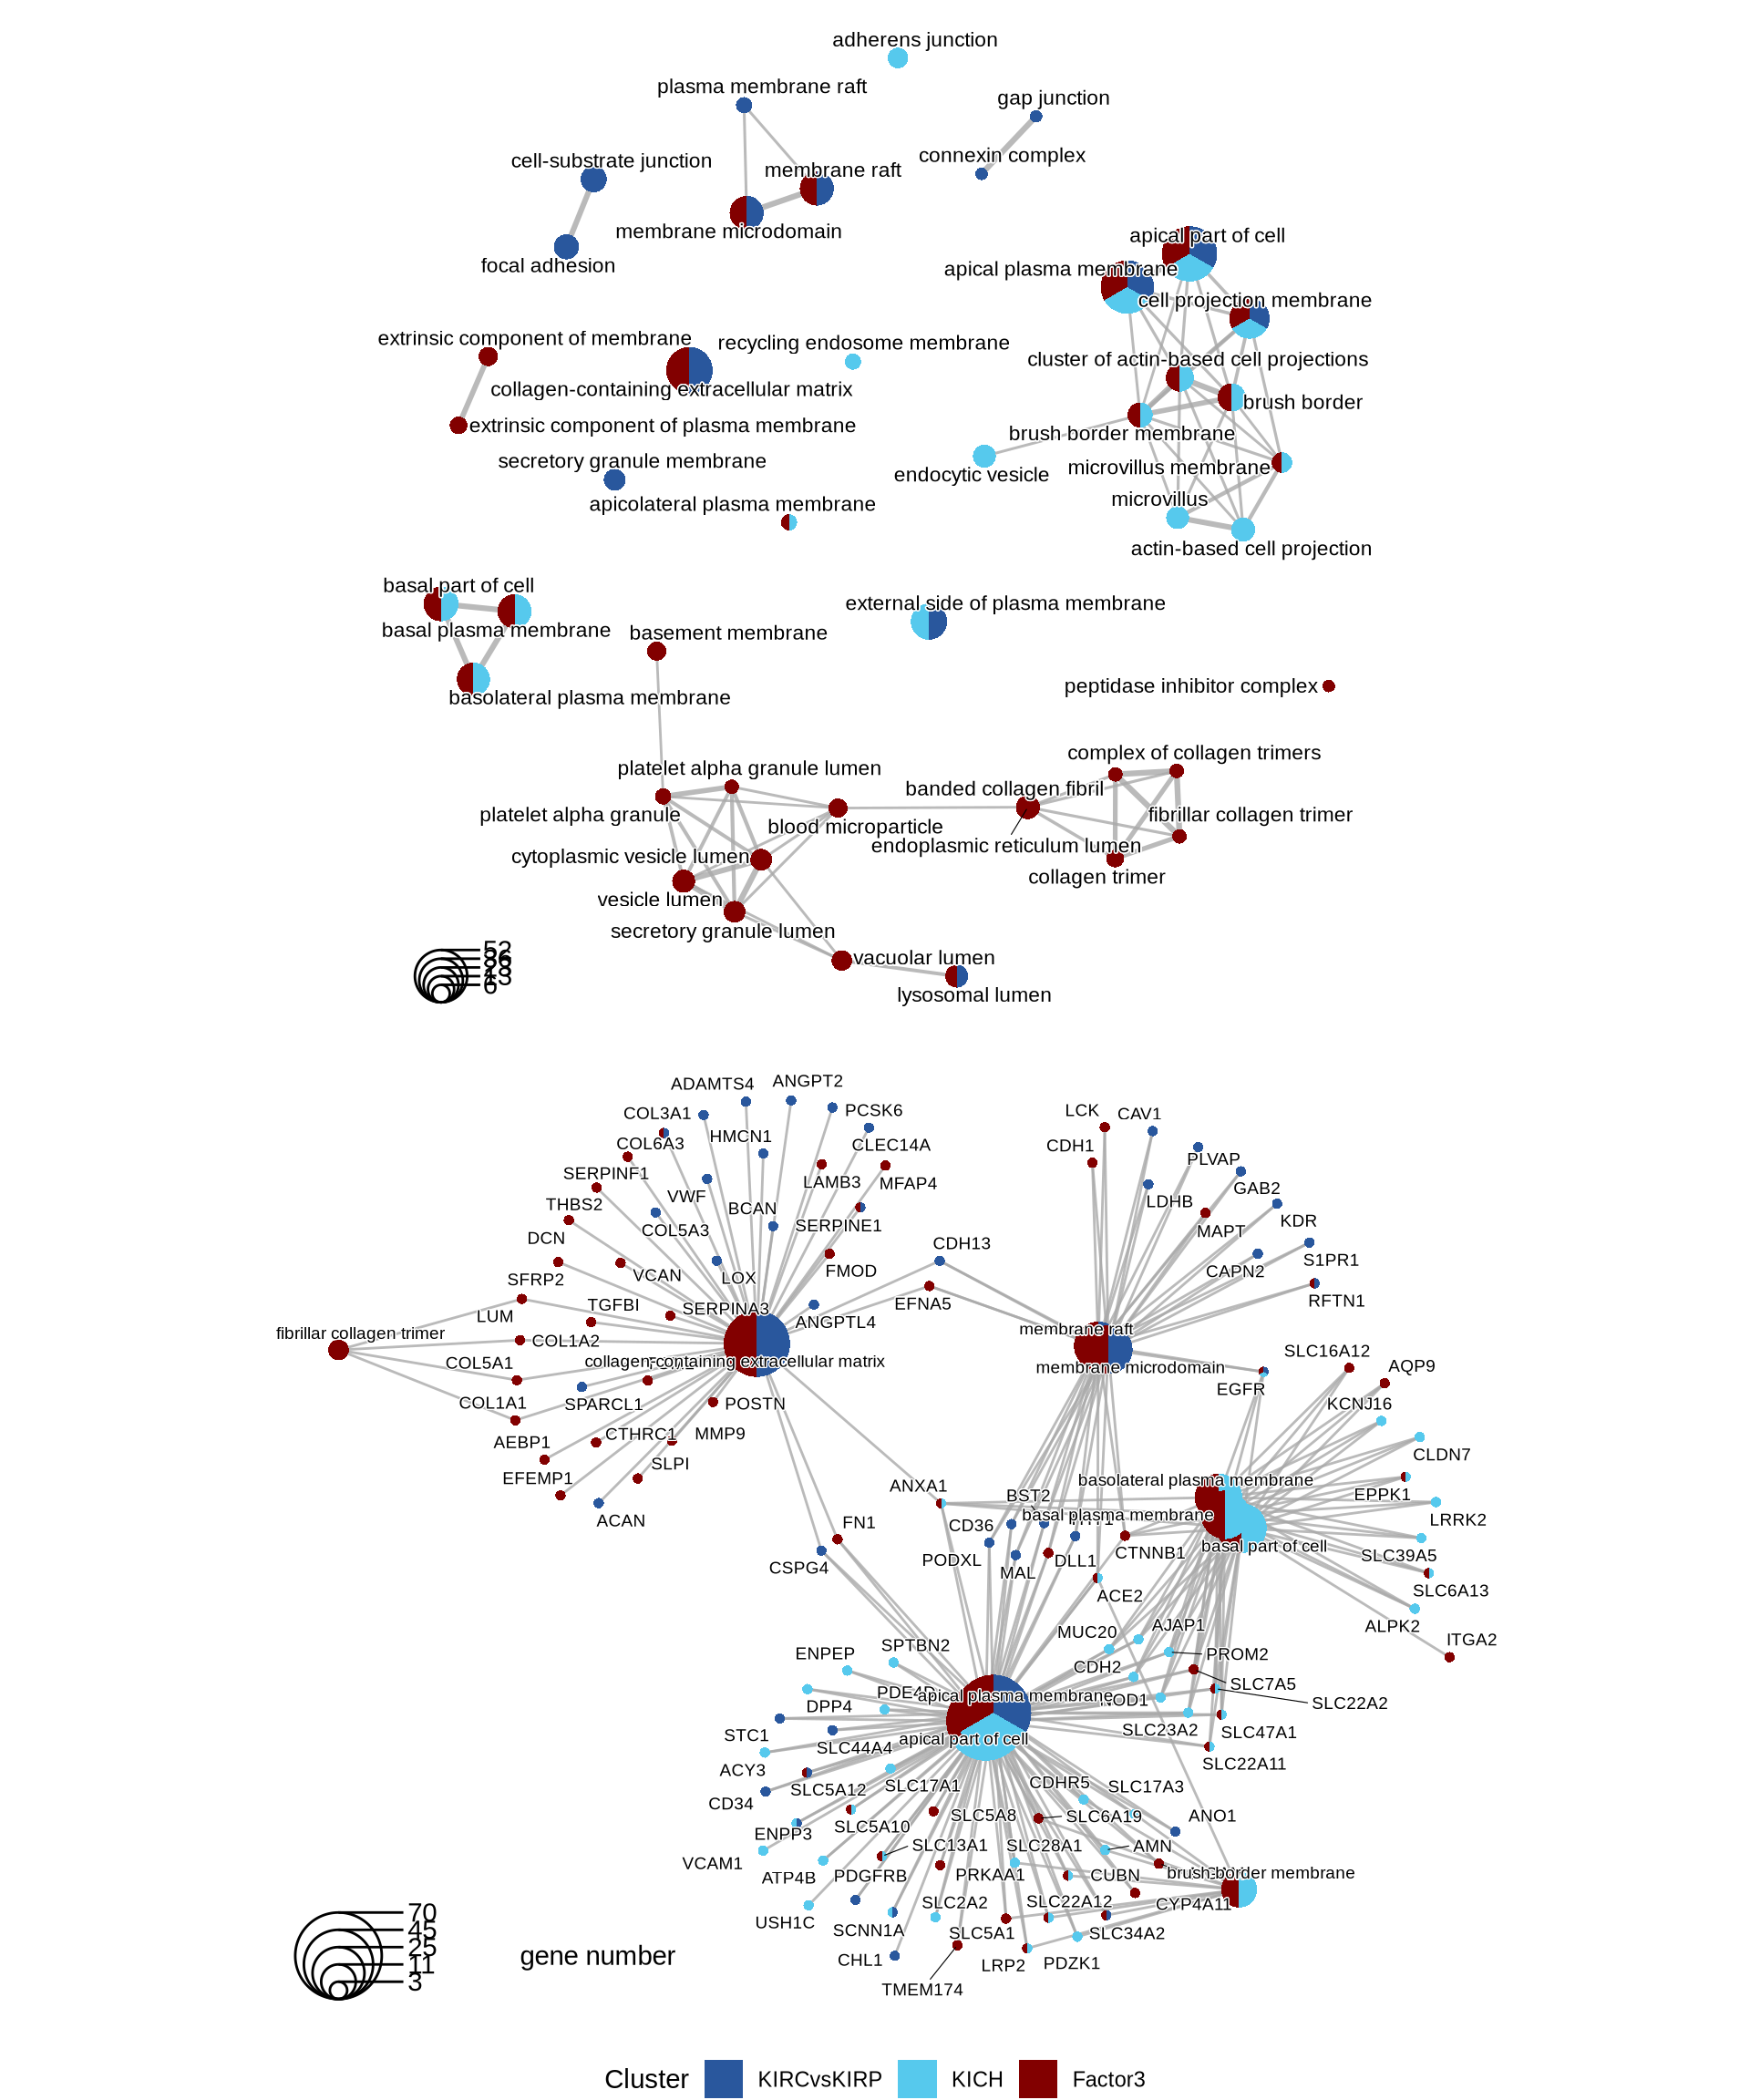 adherens junction
plasma membrane raft
gap junction
cell-substrate junction
connexin complex
membrane raft
membrane microdomain
focal adhesion
apical part of cell
apical plasma membrane
cell projection membrane
extrinsic component of membrane
recycling endosome membrane
cluster of actin-based cell projections
collagen-containing extracellular matrix
brush border
extrinsic component of plasma membrane
brush border membrane
secretory granule membrane
endocytic vesicle
microvillus membrane
apicolateral plasma membrane
microvillus
actin-based cell projection
basal part of cell
external side of plasma membrane
basal plasma membrane
basement membrane
basolateral plasma membrane
peptidase inhibitor complex
complex of collagen trimers
platelet alpha granule lumen
banded collagen fibril
platelet alpha granule
fibrillar collagen trimer
blood microparticle
endoplasmic reticulum lumen
cytoplasmic vesicle lumen
collagen trimer
vesicle lumen
secretory granule lumen
vacuolar lumen
lysosomal lumen
52
36
13
6
ADAMTS4
ANGPT2
COL3A1
PCSK6
LCK
CAV1
HMCN1
COL6A3
CLEC14A
CDH1
PLVAP
SERPINF1
LAMB3
MFAP4
GAB2
VWF
LDHB
THBS2
BCAN
KDR
COL5A3
SERPINE1
MAPT
DCN
CDH13
S1PR1
SFRP2
VCAN
LOX
FMOD
CAPN2
TGFBI
SERPINA3
EFNA5
RFTN1
LUM
ANGPTL4
fibrillar collagen trimer
COL1A2
membrane raft
SLC16A12
COL5A1
collagen-containing extracellular matrix
membrane microdomain
AQP9
EGFR
COL1A1
SPARCL1
POSTN
KCNJ16
AEBP1
CTHRC1
MMP9
CLDN7
EFEMP1
SLPI
ANXA1
BST2
basolateral plasma membrane
EPPK1
ACAN
FN1
CD36
basal plasma membrane
LRRK2
CSPG4
PODXL
MAL
DLL1
CTNNB1
basal part of cell
SLC39A5
ACE2
SLC6A13
MUC20
AJAP1
ALPK2
ITGA2
ENPEP
SPTBN2
CDH2
PROM2
SLC7A5
DPP4
apical plasma membrane
NOD1
SLC22A2
STC1
SLC44A4
apical part of cell
SLC23A2
SLC47A1
ACY3
SLC22A11
CD34
SLC5A12
SLC17A1
CDHR5
SLC17A3
ENPP3
SLC5A10
SLC5A8
SLC6A19
ANO1
VCAM1
SLC13A1
SLC28A1
AMN
ATP4B
PDGFRB
PRKAA1
CUBN
brush border membrane
USH1C
SLC2A2
SLC22A12
CYP4A11
SCNN1A
SLC5A1
SLC34A2
CHL1
LRP2
PDZK1
TMEM174
70
45
25
11
3
gene number
Cluster
KIRCvsKIRP
KICH
Factor3